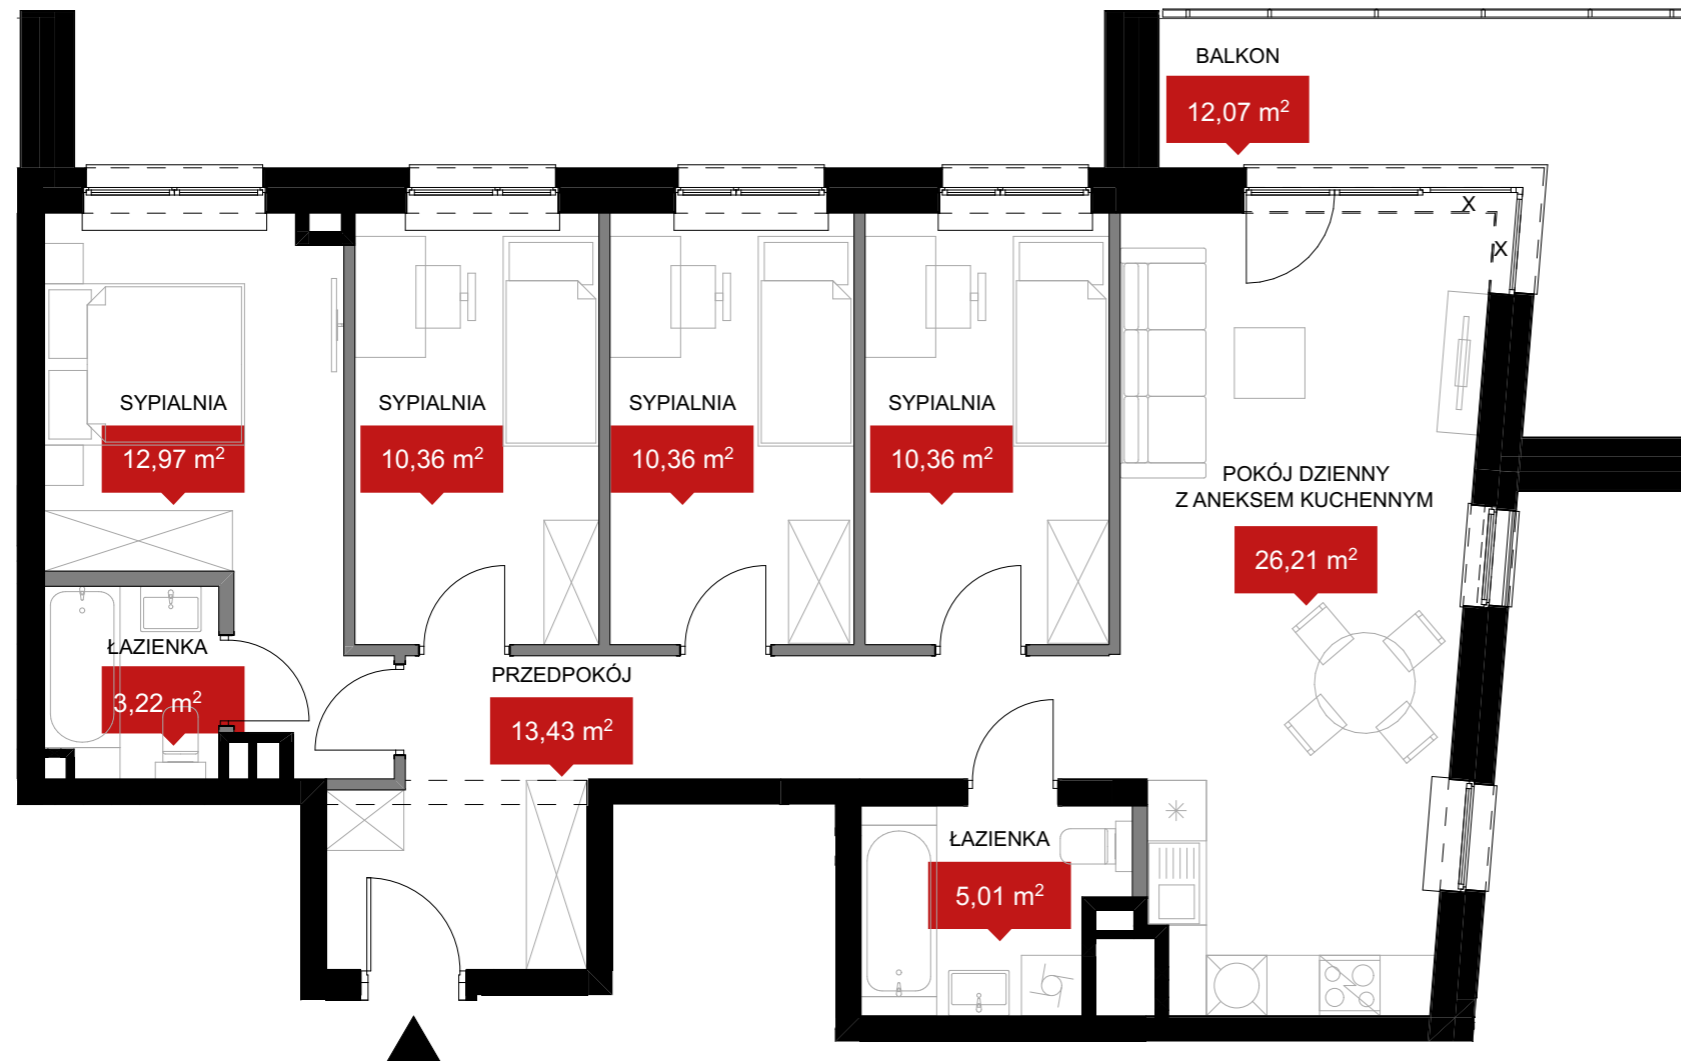 BALKON
12,07 m²
SYPIALNIA
12,97 m²
SYPIALNIA
10,36 m²
SYPIALNIA
10,36 m²
SYPIALNIA
10,36 m²
POKÓJ DZIENNY
Z ANEKSEM KUCHENNYM
26,21 m²
ŁAZIENKA
3,22 m²
PRZEDPOKÓJ
13,43 m²
ŁAZIENKA
5,01 m²
X
X